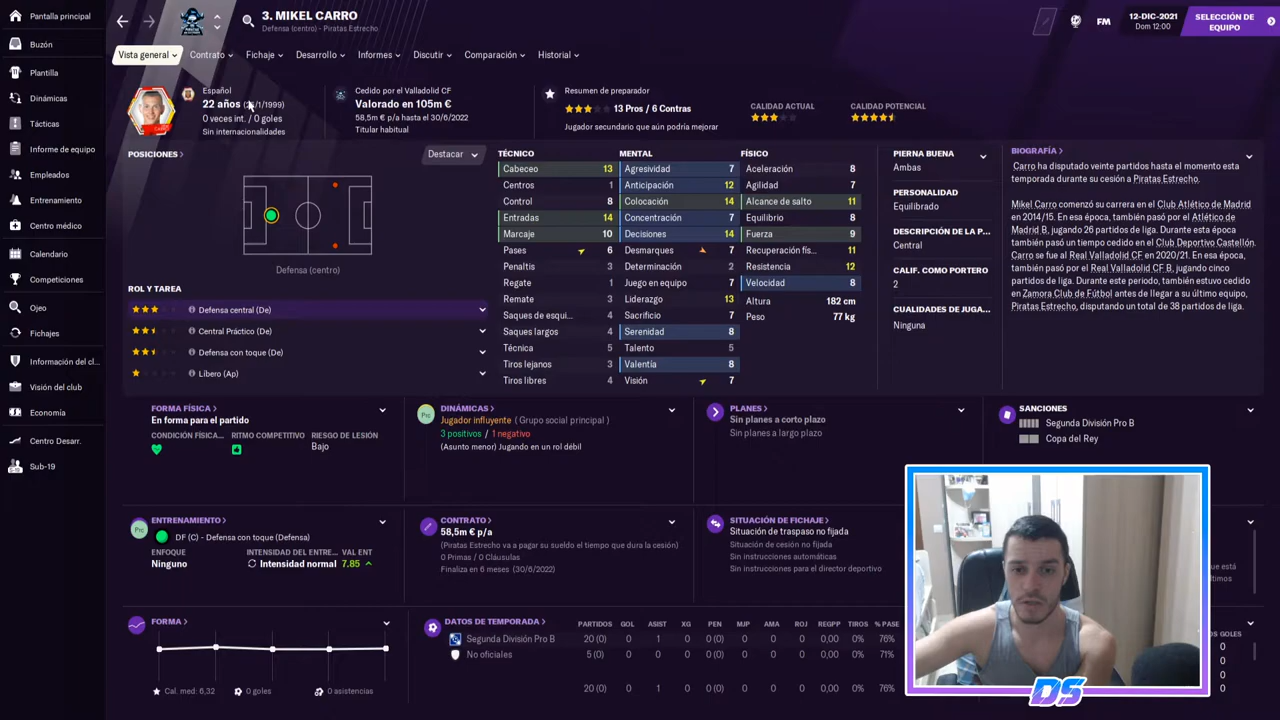 Pantalla principal
Buzón
Plantilla
Dinámicas
Tácticas
Informe de equipo
Empleados
Entrenamiento
Centro médico
Calendario
Competiciones
Ojeo
Fichajes
Información del cl...
Visión del club
Economía
Centro Desarr.
Sub-19
3. MIKEL CARRO
Defensa (centro) - Piratas Estrecho
FM
12-DIC-2021
Dom 12:00
SELECCIÓN DE
EQUIPO
Vista general
Contrato
Fichaje
Desarrollo
Informes
Discutir
Comparación
Historial
Español
22 años
0 veces int. / 0 goles
Sin internacionalidades
Cedido por el Valladolid CF
Valorado en 105m €
58,5m € p/a hasta el 30/6/2022
Titular habitual
Resumen de preparador
13 Pros / 6 Contras
Jugador secundario que aún podría mejorar
CALIDAD ACTUAL
CALIDAD POTENCIAL
POSICIONES
Destacar
Defensa (centro)
ROL Y TAREA
Defensa central (De)
Central Práctico (De)
Defensa con toque (De)
Líbero (Ap)
TÉCNICO
Cabeceo 13
Centros 1
Control 8
Entradas 14
Marcaje 10
Pases 6
Penaltis 3
Regate 1
Remate 3
Saques de esqui... 4
Saques largos 4
Técnica 5
Tiros lejanos 3
Tiros libres 4
MENTAL
Agresividad 7
Anticipación 12
Colocación 14
Concentración 7
Decisiones 14
Desmarques 7
Determinación 2
Juego en equipo 7
Liderazgo 13
Sacrificio 7
Serenidad 8
Talento 5
Valentía 8
Visión 7
FÍSICO
Aceleración 8
Agilidad 7
Alcance de salto 11
Equilibrio 8
Fuerza 9
Recuperación fís... 11
Resistencia 12
Velocidad 8
Altura 182 cm
Peso 77 kg
PIERNA BUENA
Ambas
PERSONALIDAD
Equilibrado
DESCRIPCIÓN DE LA P...
Central
CALIF. COMO PORTERO
2
CUALIDADES DE JUGA...
Ninguna
BIOGRAFÍA
Carro ha disputado veinte partidos hasta el momento esta
temporada durante su cesión a Piratas Estrecho.
Mikel Carro comenzó su carrera en el Club Atlético de Madrid
en 2014/15. En esa época, también pasó por el Atlético de
Madrid B, jugando 26 partidos de liga. Durante esta época
también pasó un tiempo cedido en el Club Deportivo Castellón.
Carro se fue al Real Valladolid CF en 2020/21. En esa época,
también pasó por el Real Valladolid CF B, jugando cinco
partidos de liga. Durante este periodo, también estuvo cedido
en Zamora Club de Fútbol antes de llegar a su último equipo,
Piratas Estrecho, disputando un total de 38 partidos de liga.
FORMA FÍSICA
En forma para el partido
CONDICIÓN FÍSICA...
RITMO COMPETITIVO
RIESGO DE LESIÓN
Bajo
Prc
DINÁMICAS
Jugador influyente ( Grupo social principal )
3 positivos / 1 negativo
(Asunto menor) Jugando en un rol débil
PLANES
Sin planes a corto plazo
Sin planes a largo plazo
SANCIONES
Segunda División Pro B
Copa del Rey
Prc
ENTRENAMIENTO
DF (C) - Defensa con toque (Defensa)
ENFOQUE
Ninguno
INTENSIDAD DEL ENTRE...
Intensidad normal
VAL ENT
7.85
CONTRATO
58,5m € p/a
(Piratas Estrecho va a pagar su sueldo el tiempo que dura la cesión)
0 Primas / 0 Cláusulas
Finaliza en 6 meses (30/6/2022)
SITUACIÓN DE FICHAJE
Situación de traspaso no fijada
Situación de cesión no fijada
Sin instrucciones automáticas
Sin instrucciones para el director deportivo
que está
FORMA
Cal. med: 6,32
0 goles
0 asistencias
DATOS DE TEMPORADA
PARTIDOS GOL ASIST XG PEN MJP AMA ROJ REGPP TIROS % PASE
Segunda División Pro B 20 (0) 0 1 0 0 (0) 0 0 0 0 0% 76%
No oficiales 5 (0) 0 0 0 0 (0) 0 0 0 0 0% 71%
20 (0) 0 1 0 0 (0) 0 0 0 0 0% 76%
GOLES
0
0
0
DS